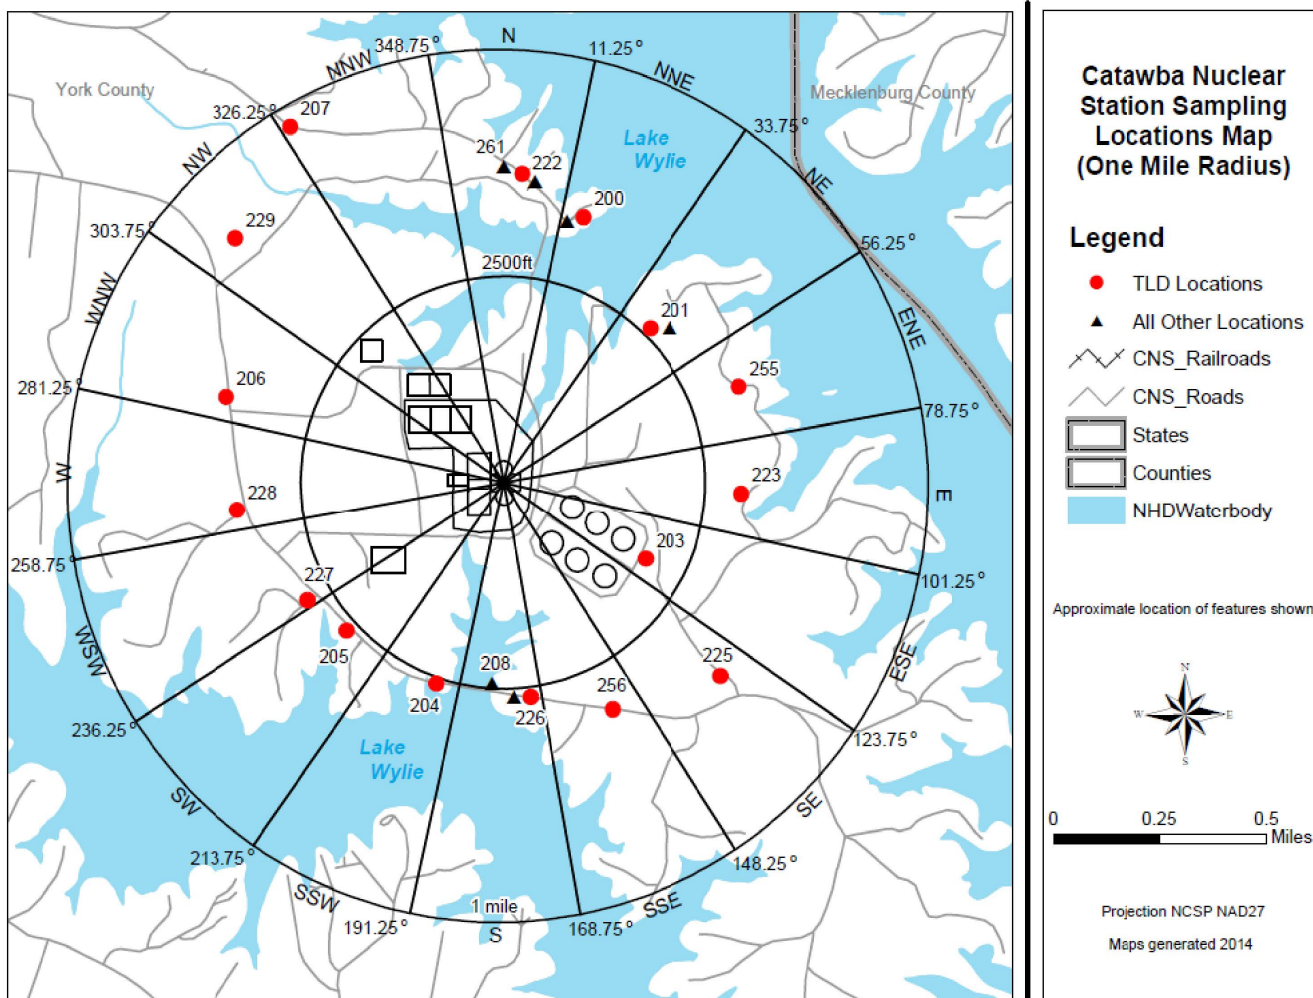 348.75°
N
11.25°
NNW
NNE
York County
Mecklenburg County
326.25°
207
33.75°
Lake
Wylie
NW
261
222
NE
200
229
303.75°
56.25°
2500ft
WNW
201
ENE
206
255
281.25°
78.75°
W
223
E
228
203
258.75°
227
101.25°
WSW
205
208
225
ESE
204
226
256
236.25°
123.75°
Lake
Wylie
SW
SE
213.75°
148.25°
SSW
1 mile
SSE
191.25°
S
168.75°
Catawba Nuclear
Station Sampling
Locations Map
(One Mile Radius)
Legend
TLD Locations
All Other Locations
CNS_Railroads
CNS_Roads
States
Counties
NHDWaterbody
Approximate location of features shown
N
W
E
S
0
0.25
0.5
Miles
Projection NCSP NAD27
Maps generated 2014